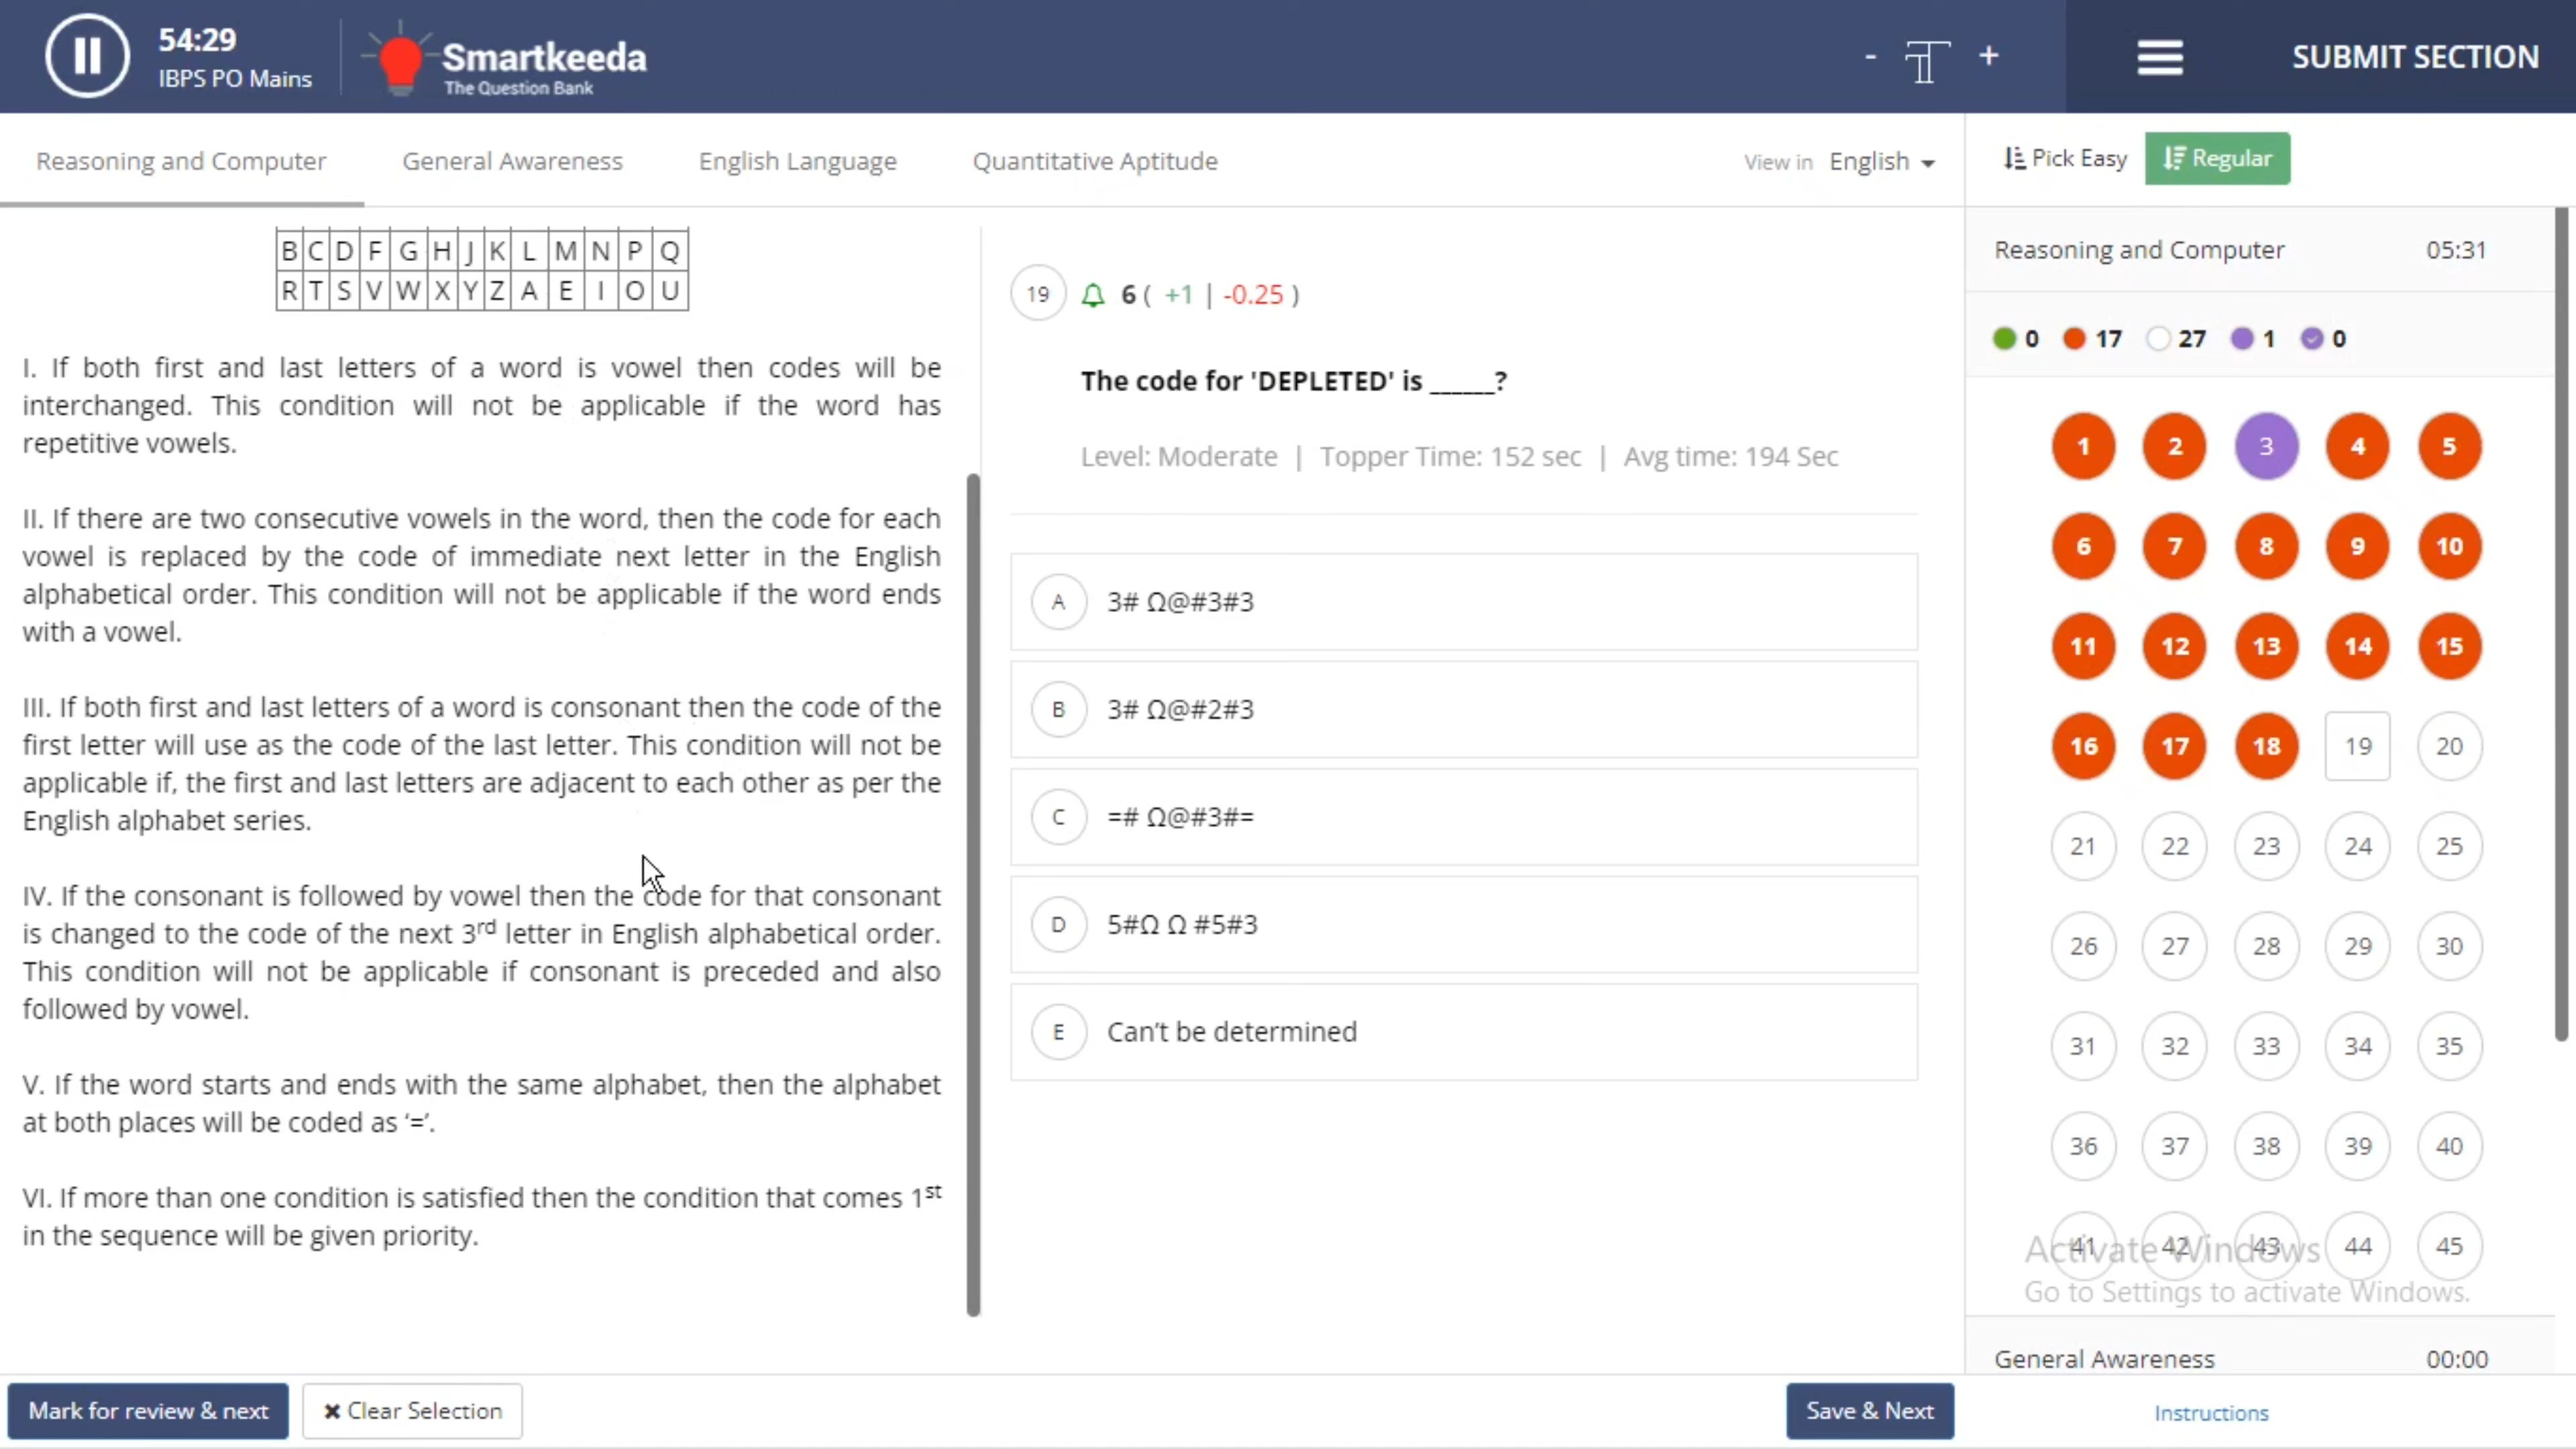 54:29
IBPS PO Mains
Smartkeeda
The Question Bank
- T +
SUBMIT SECTION
Reasoning and Computer General Awareness English Language Quantitative Aptitude
View in English
Pick Easy Regular
B C D F G H J K L M N P Q
R T S V W X Y Z A E I O U
I. If both first and last letters of a word is vowel then codes will be
interchanged. This condition will not be applicable if the word has
repetitive vowels.
II. If there are two consecutive vowels in the word, then the code for each
vowel is replaced by the code of immediate next letter in the English
alphabetical order. This condition will not be applicable if the word ends
with a vowel.
III. If both first and last letters of a word is consonant then the code of the
first letter will use as the code of the last letter. This condition will not be
applicable if, the first and last letters are adjacent to each other as per the
English alphabet series.
IV. If the consonant is followed by vowel then the code for that consonant
is changed to the code of the next 3rd letter in English alphabetical order.
This condition will not be applicable if consonant is preceded and also
followed by vowel.
V. If the word starts and ends with the same alphabet, then the alphabet
at both places will be coded as ‘=’.
VI. If more than one condition is satisfied then the condition that comes 1st
in the sequence will be given priority.
19 6 ( +1 | -0.25 )
The code for 'DEPLETED' is ______?
Level: Moderate | Topper Time: 152 sec | Avg time: 194 Sec
A 3# Ω@#3#3
B 3# Ω@#2#3
C =# Ω@#3#=
D 5#Ω Ω #5#3
E Can’t be determined
Reasoning and Computer 05:31
0 17 27 1 0
1 2 3 4 5
6 7 8 9 10
11 12 13 14 15
16 17 18 19 20
21 22 23 24 25
26 27 28 29 30
31 32 33 34 35
36 37 38 39 40
41 42 43 44 45
Activate Windows
Go to Settings to activate Windows.
General Awareness 00:00
Mark for review & next
Clear Selection
Save & Next
Instructions